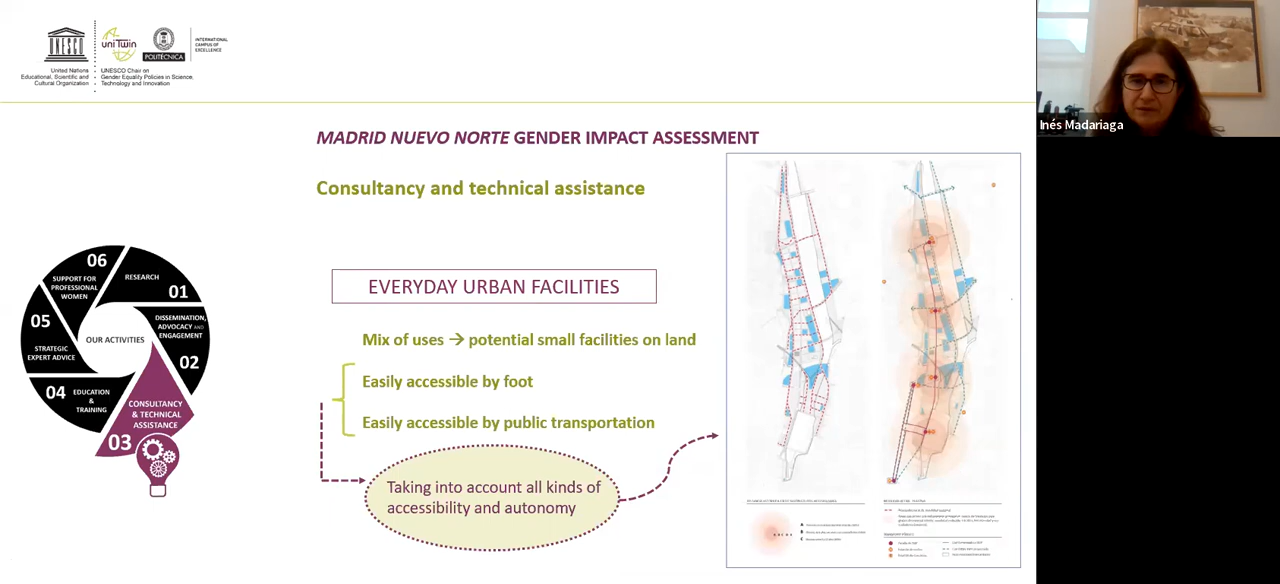 UNESCO
uniTwin
POLITÉCNICA
INTERNATIONAL
CAMPUS OF
EXCELLENCE
United Nations
Educational, Scientific and
Cultural Organization
UNESCO Chair on
Gender Equality Policies in Science,
Technology and Innovation
Inés Madariaga
MADRID NUEVO NORTE GENDER IMPACT ASSESSMENT
Consultancy and technical assistance
06
SUPPORT FOR
PROFESSIONAL
WOMEN
RESEARCH
01
05
STRATEGIC
EXPERT ADVICE
OUR ACTIVITIES
DISSEMINATION,
ADVOCACY AND
ENGAGEMENT
02
04
EDUCATION
&
TRAINING
CONSULTANCY
& TECHNICAL
ASSISTANCE
03
EVERYDAY URBAN FACILITIES
Mix of uses → potential small facilities on land
Easily accessible by foot
Easily accessible by public transportation
Taking into account all kinds of
accessibility and autonomy